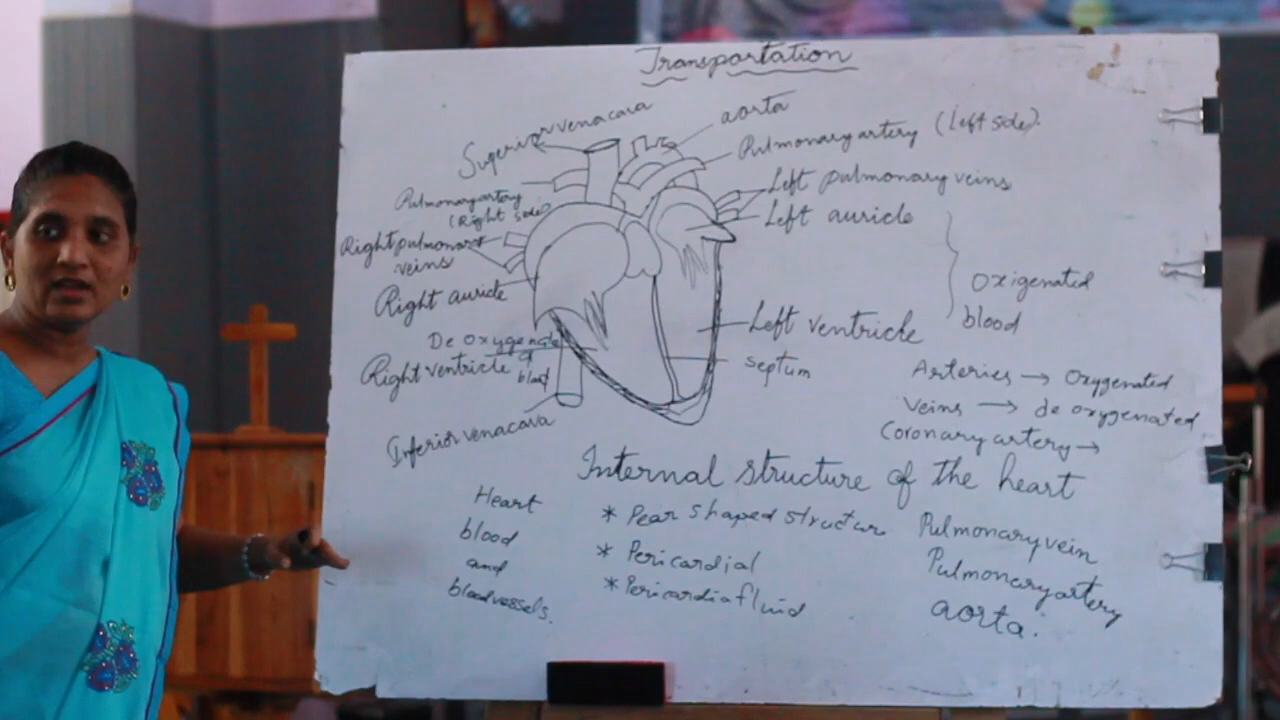 Transportation
Superior venacava
aorta
Pulmonary artery (Left side).
Pulmonary artery
(Right side)
Left pulmonary veins
Left auricle
Right pulmonary
veins
Right auricle
Oxigenated
blood
De oxygenated
blood
Left ventricle
Right ventricle
septum
Inferior venacava
Arteries → Oxygenated
Veins → de oxygenated
Coronary artery →
Internal structure of the heart
Heart
blood
and
bloodvessels.
* Pear shaped structur
* Pericardial
* Pericardiafluid
Pulmonary vein
Pulmonary artery
aorta.